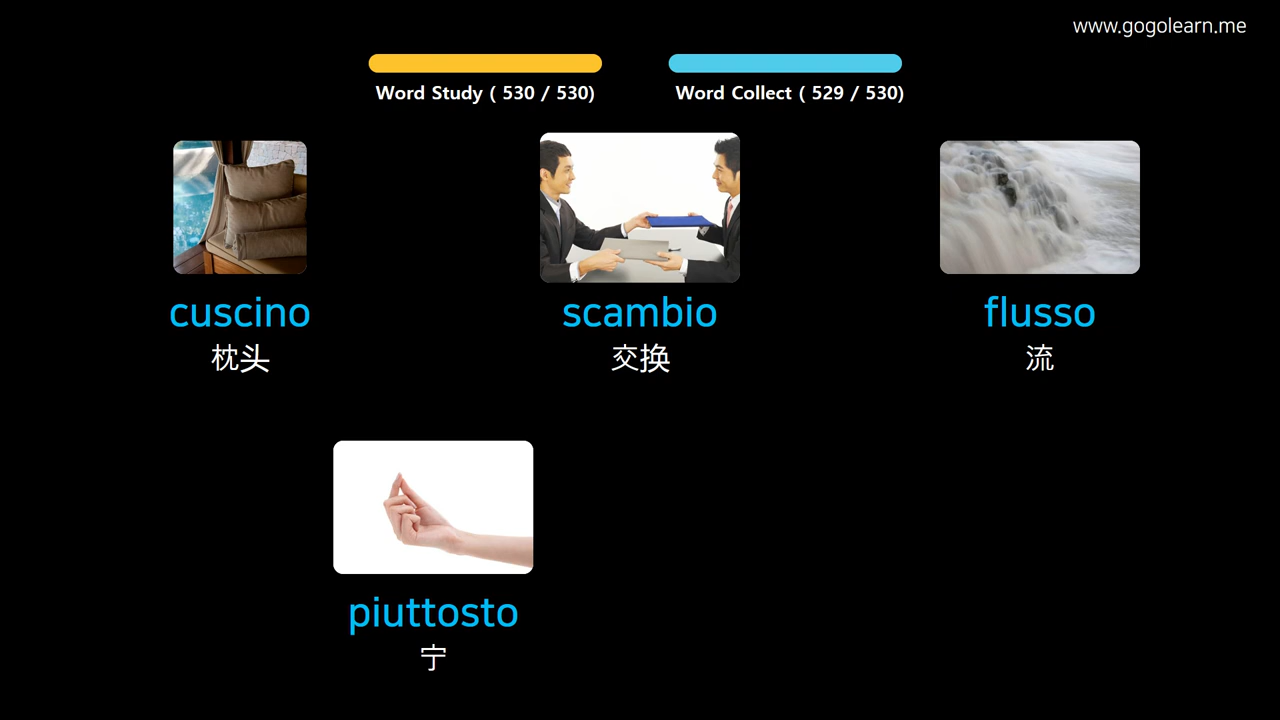 www.gogolearn.me
Word Study ( 530 / 530)
Word Collect ( 529 / 530)
cuscino
枕头
scambio
交换
flusso
流
piuttosto
宁